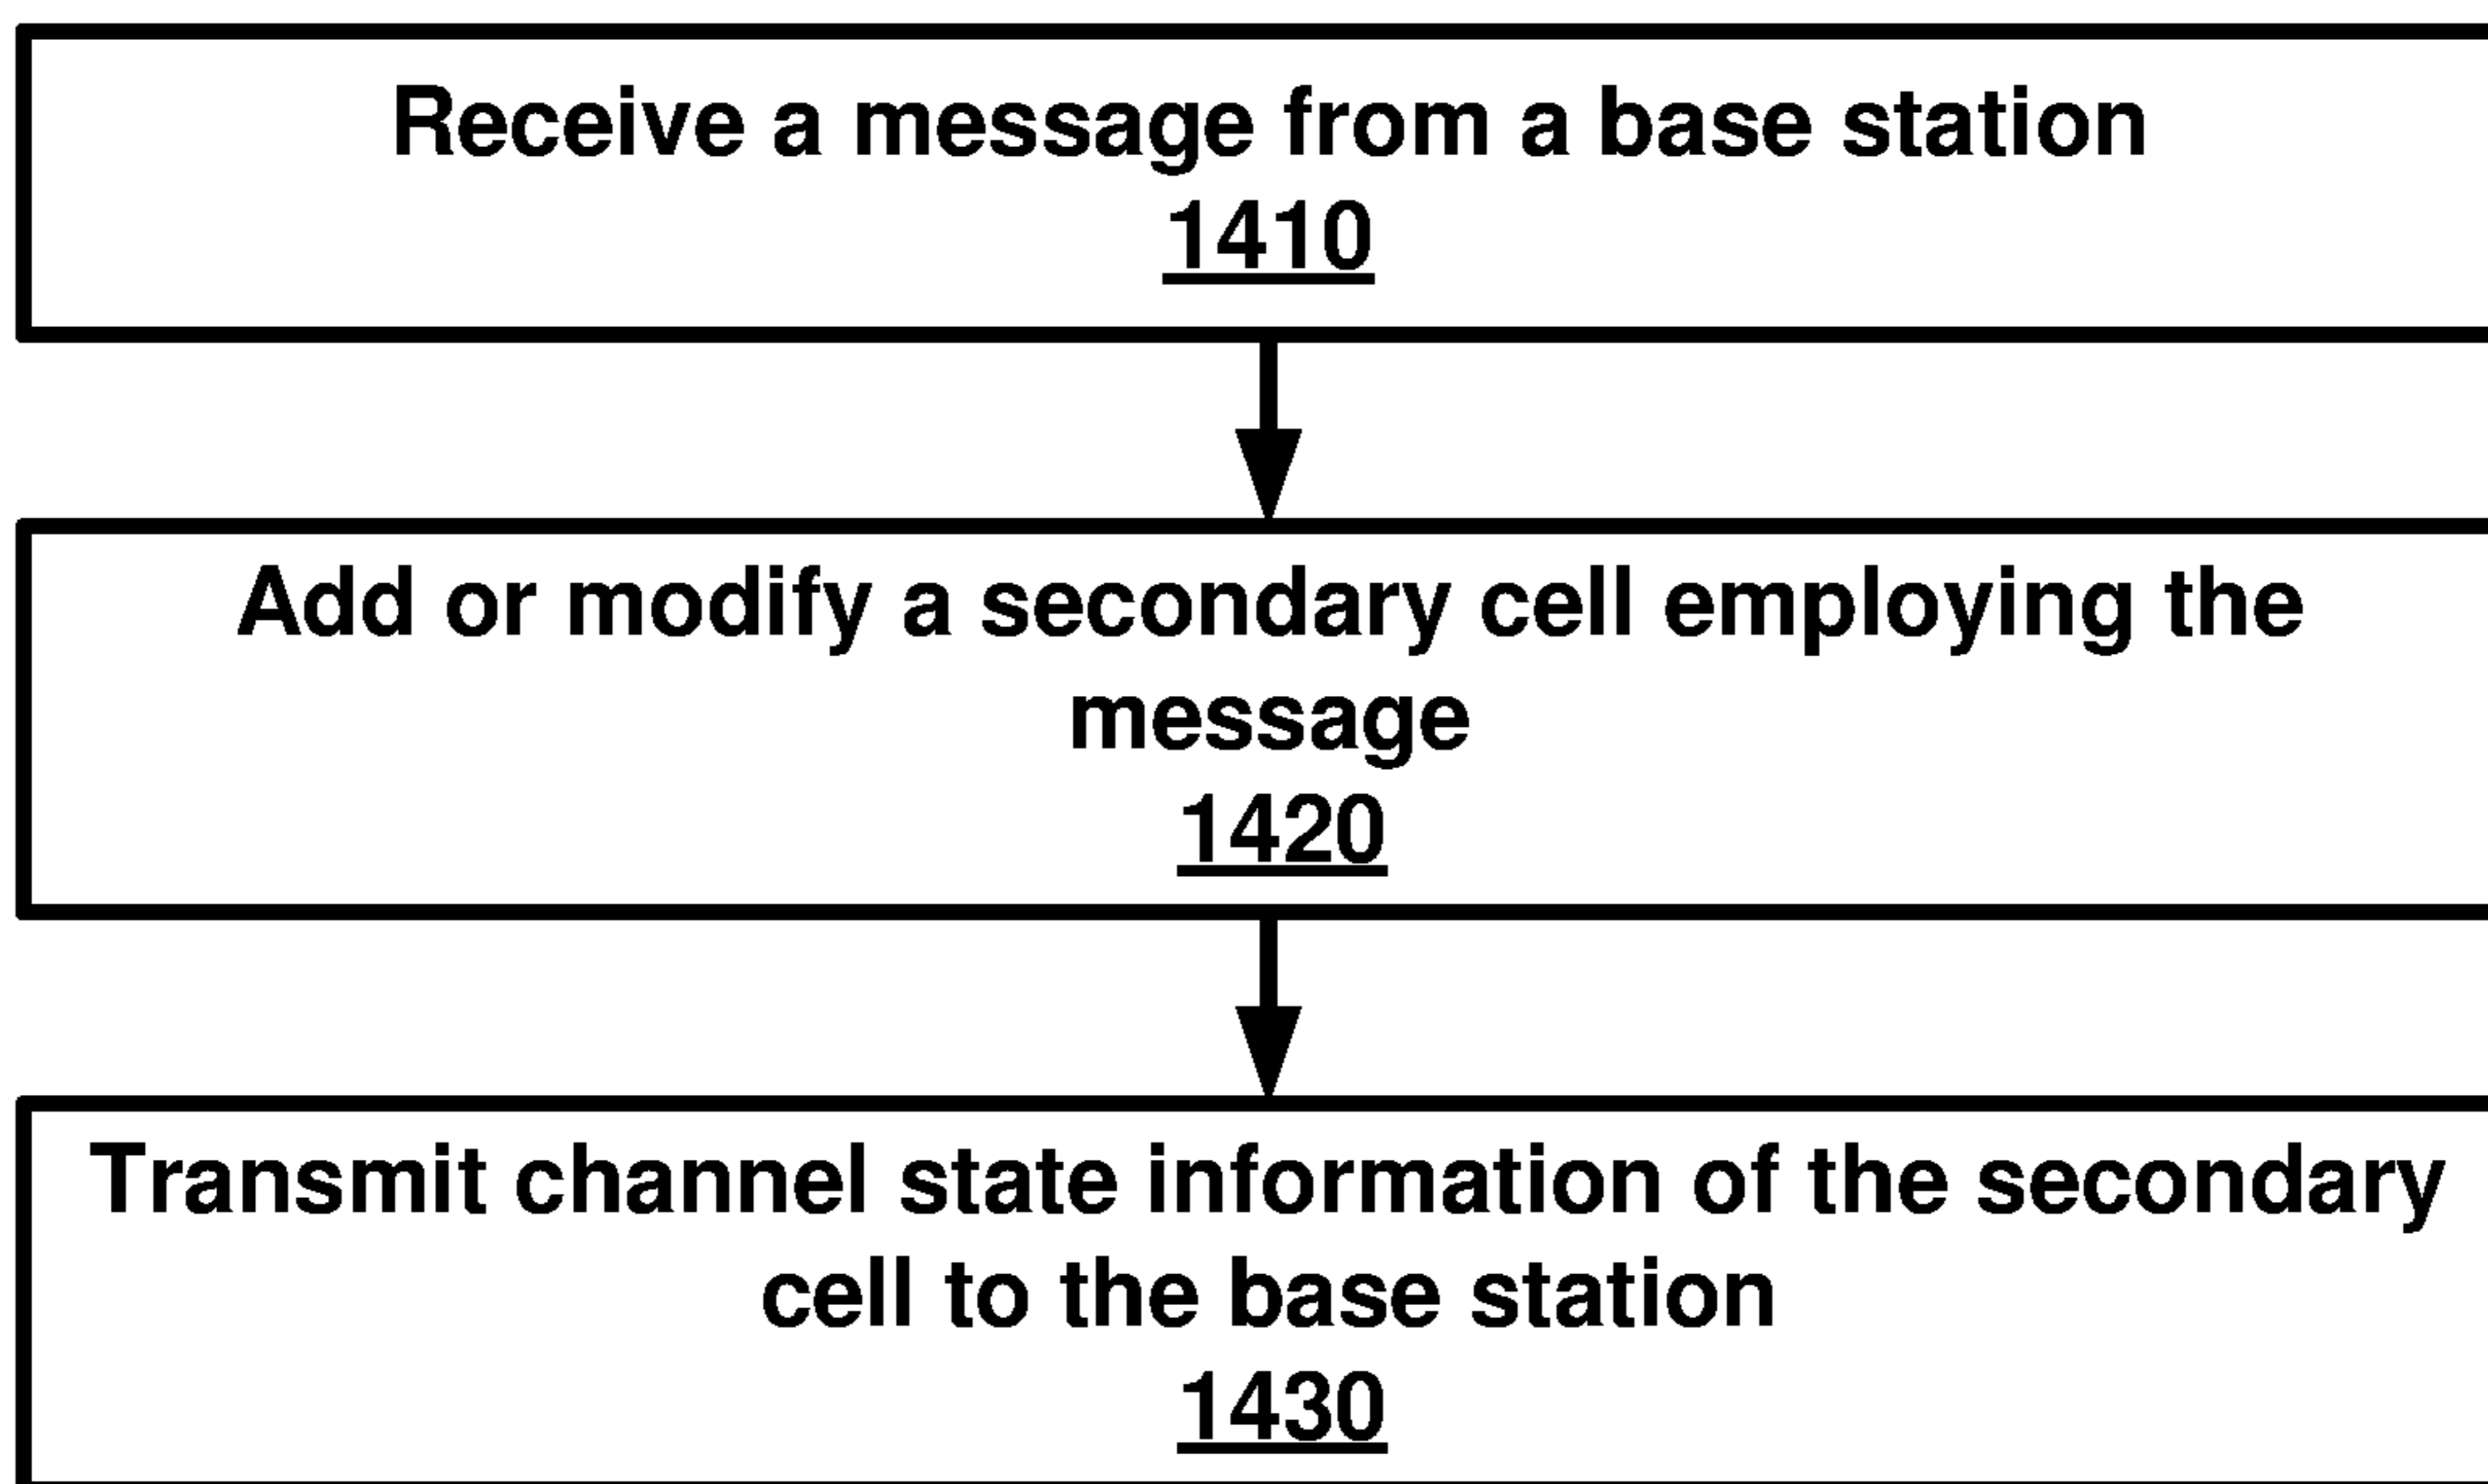 Receive a message from a base station
1410
Add or modify a secondary cell employing the
message
1420
Transmit channel state information of the secondary
cell to the base station
1430